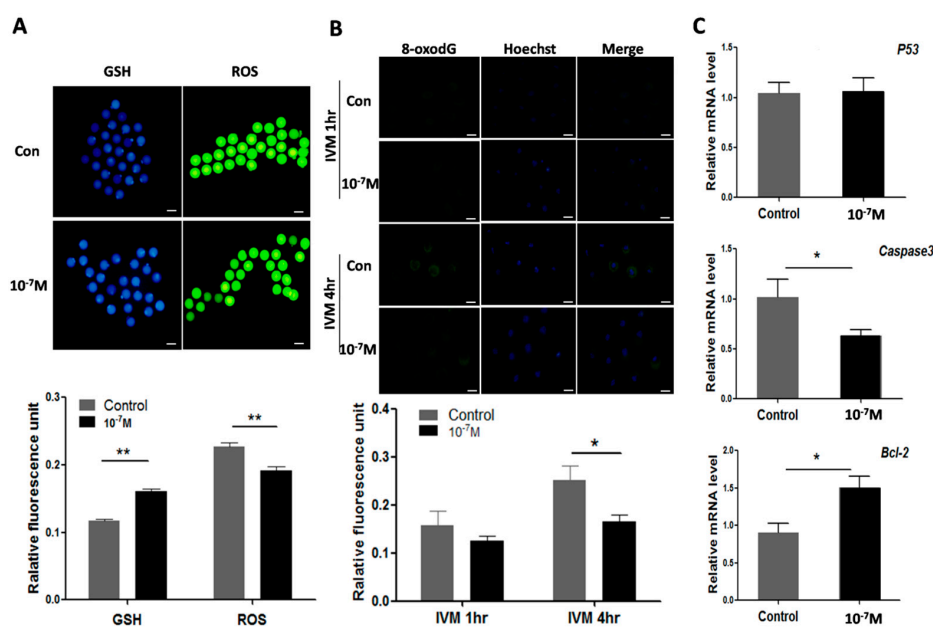 A
GSH ROS
Con
10⁻⁷M
0.3
0.2
0.1
0.0
Ralative fluorescence unit
Control
10⁻⁷M
**
**
GSH ROS
B
8-oxodG Hoechst Merge
IVM 1hr
Con
10⁻⁷M
IVM 4hr
Con
10⁻⁷M
0.4
0.3
0.2
0.1
0.0
Ralative fluorescence unit
Control
10⁻⁷M
*
IVM 1hr IVM 4hr
C
P53
Relative mRNA level
1.5
1.0
0.5
0.0
Control 10⁻⁷M
Caspase3
Relative mRNA level
1.5
1.0
0.5
0.0
*
Control 10⁻⁷M
Bcl-2
Relative mRNA level
2.0
1.5
1.0
0.5
0.0
*
Control 10⁻⁷M